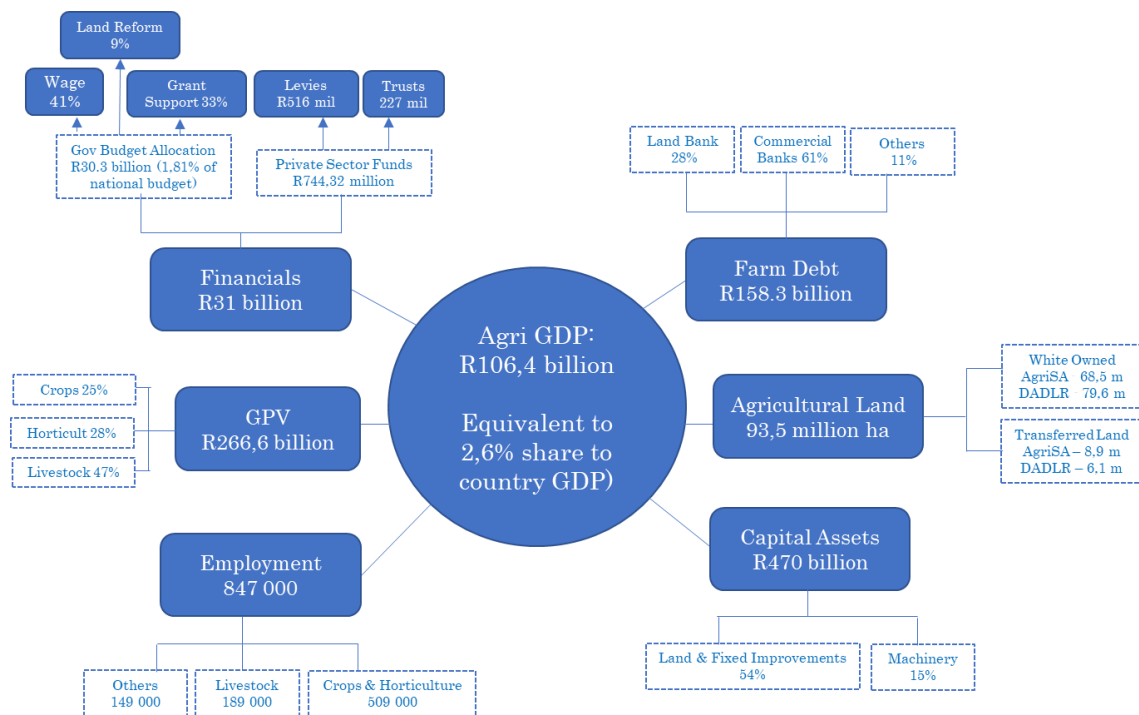 Land Reform
9%
Wage
41%
Grant
Support 33%
Levies
R516 mil
Trusts
227 mil
Gov Budget Allocation
R30.3 billion (1,81% of
national budget)
Private Sector Funds
R744,32 million
Land Bank
28%
Commercial
Banks 61%
Others
11%
Financials
R31 billion
Farm Debt
R158.3 billion
Agri GDP:
R106,4 billion
Equivalent to
2,6% share to
country GDP)
Crops 25%
Horticult 28%
Livestock 47%
GPV
R266,6 billion
Agricultural Land
93,5 million ha
White Owned
AgriSA - 68,5 m
DADLR - 79,6 m
Transferred Land
AgriSA – 8,9 m
DADLR – 6.1 m
Employment
847 000
Capital Assets
R470 billion
Others
149 000
Livestock
189 000
Crops & Horticulture
509 000
Land & Fixed Improvements
54%
Machinery
15%